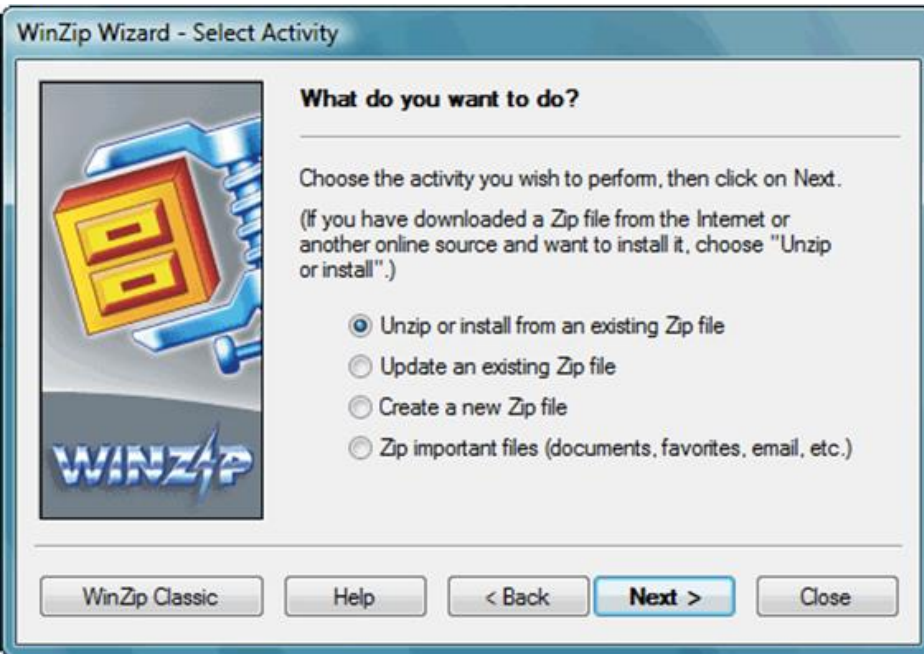 WinZip Wizard - Select Activity
What do you want to do?
Choose the activity you wish to perform, then click on Next.
(If you have downloaded a Zip file from the Internet or
another online source and want to install it, choose "Unzip
or install".)
Unzip or install from an existing Zip file
Update an existing Zip file
Create a new Zip file
Zip important files (documents, favorites, email, etc.)
WINZIP
WinZip Classic
Help
< Back
Next >
Close